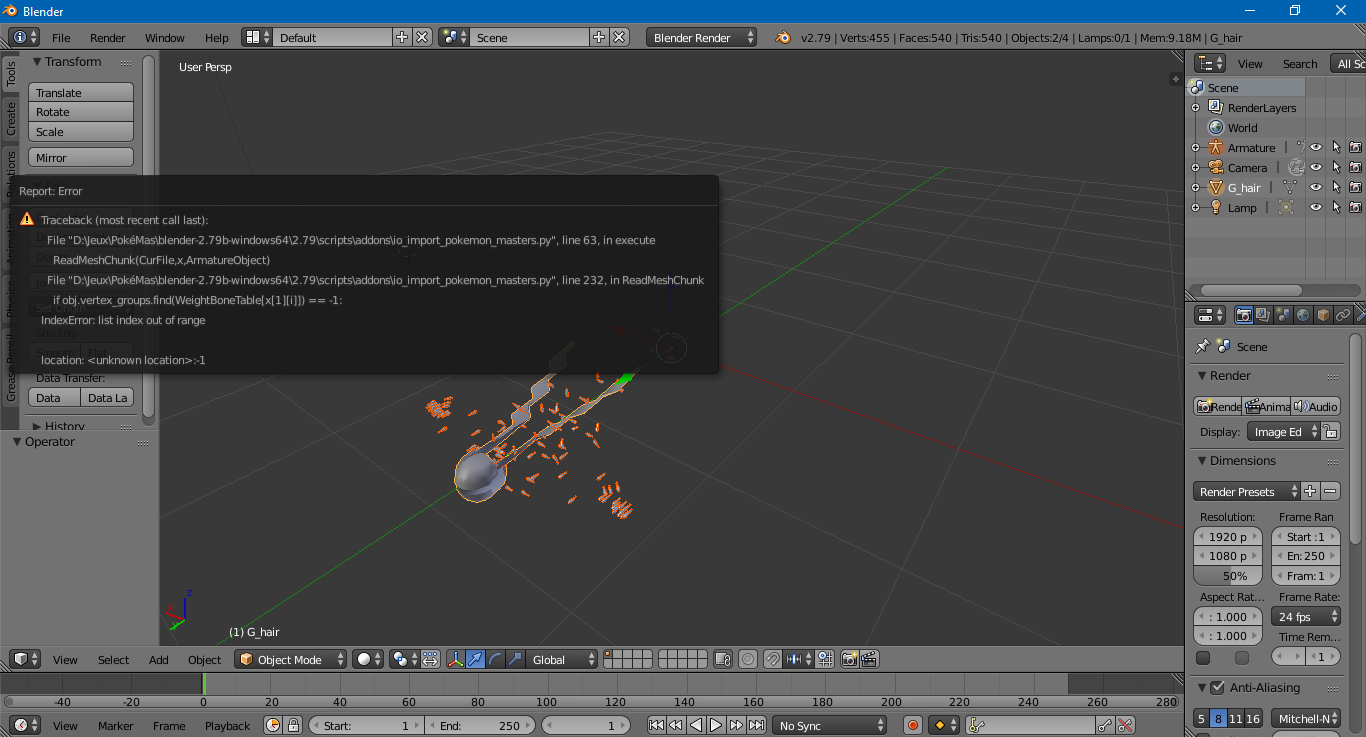 Blender
File Render Window Help Default Scene Blender Render v2.79 | Verts:455 | Faces:540 | Tris:540 | Objects:2/4 | Lamps:0/1 | Mem:9.18M | G_hair
Tools
Create
Transform
Translate
Rotate
Scale
Mirror
User Persp
Report: Error
Traceback (most recent call last):
File "D:\Jeux\PokéMas\blender-2.79b-windows64\2.79\scripts\addons\io_import_pokemon_masters.py", line 63, in execute
ReadMeshChunk(CurFile,x,ArmatureObject)
File "D:\Jeux\PokéMas\blender-2.79b-windows64\2.79\scripts\addons\io_import_pokemon_masters.py", line 232, in ReadMeshChunk
if obj.vertex_groups.find(WeightBoneTable[x[1][i]]) == -1:
IndexError: list index out of range
location: <unknown location>:-1
Shading:
Grease Pencil
Data Transfer:
Data Data La
History
Operator
(1) G_hair
z
View Select Add Object Object Mode Global
-40 -20 0 20 40 60 80 100 120 140 160 180 200 220 240 260 280
View Marker Frame Playback Start: 1 End: 250 1 No Sync
View Search All Sc
Scene
RenderLayers
World
Armature
Camera
G_hair
Lamp
Scene
Render
Rende Anima Audio
Display: Image Ed
Dimensions
Render Presets
Resolution: Frame Ran
1920 p Start :1
1080 p En: 250
50% Fram: 1
Aspect Rat... Frame Rate:
: 1.000 24 fps
: 1.000 Time Rem...
1
Anti-Aliasing
5 8 11 16 Mitchell-N